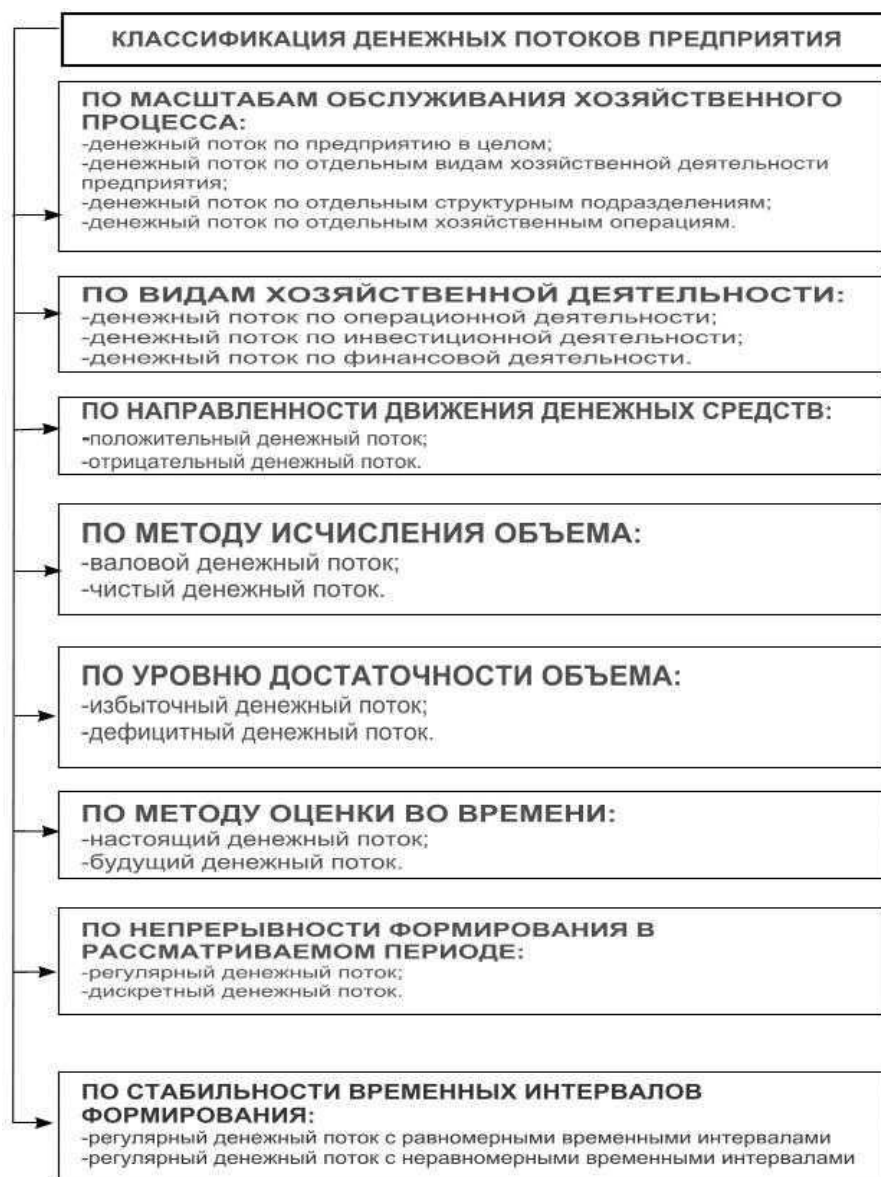 КЛАССИФИКАЦИЯ ДЕНЕЖНЫХ ПОТОКОВ ПРЕДПРИЯТИЯ
ПО МАСШТАБАМ ОБСЛУЖИВАНИЯ ХОЗЯЙСТВЕННОГО
ПРОЦЕССА:
-денежный поток по предприятию в целом;
-денежный поток по отдельным видам хозяйственной деятельности
предприятия;
-денежный поток по отдельным структурным подразделениям;
-денежный поток по отдельным хозяйственным операциям.
ПО ВИДАМ ХОЗЯЙСТВЕННОЙ ДЕЯТЕЛЬНОСТИ:
-денежный поток по операционной деятельности;
-денежный поток по инвестиционной деятельности;
-денежный поток по финансовой деятельности.
ПО НАПРАВЛЕННОСТИ ДВИЖЕНИЯ ДЕНЕЖНЫХ СРЕДСТВ:
-положительный денежный поток;
-отрицательный денежный поток.
ПО МЕТОДУ ИСЧИСЛЕНИЯ ОБЪЕМА:
-валовой денежный поток;
-чистый денежный поток.
ПО УРОВНЮ ДОСТАТОЧНОСТИ ОБЪЕМА:
-избыточный денежный поток;
-дефицитный денежный поток.
ПО МЕТОДУ ОЦЕНКИ ВО ВРЕМЕНИ:
-настоящий денежный поток;
-будущий денежный поток.
ПО НЕПРЕРЫВНОСТИ ФОРМИРОВАНИЯ В
РАССМАТРИВАЕМОМ ПЕРИОДЕ:
-регулярный денежный поток;
-дискретный денежный поток.
ПО СТАБИЛЬНОСТИ ВРЕМЕННЫХ ИНТЕРВАЛОВ
ФОРМИРОВАНИЯ:
-регулярный денежный поток с равномерными временными интервалами
-регулярный денежный поток с неравномерными временными интервалами